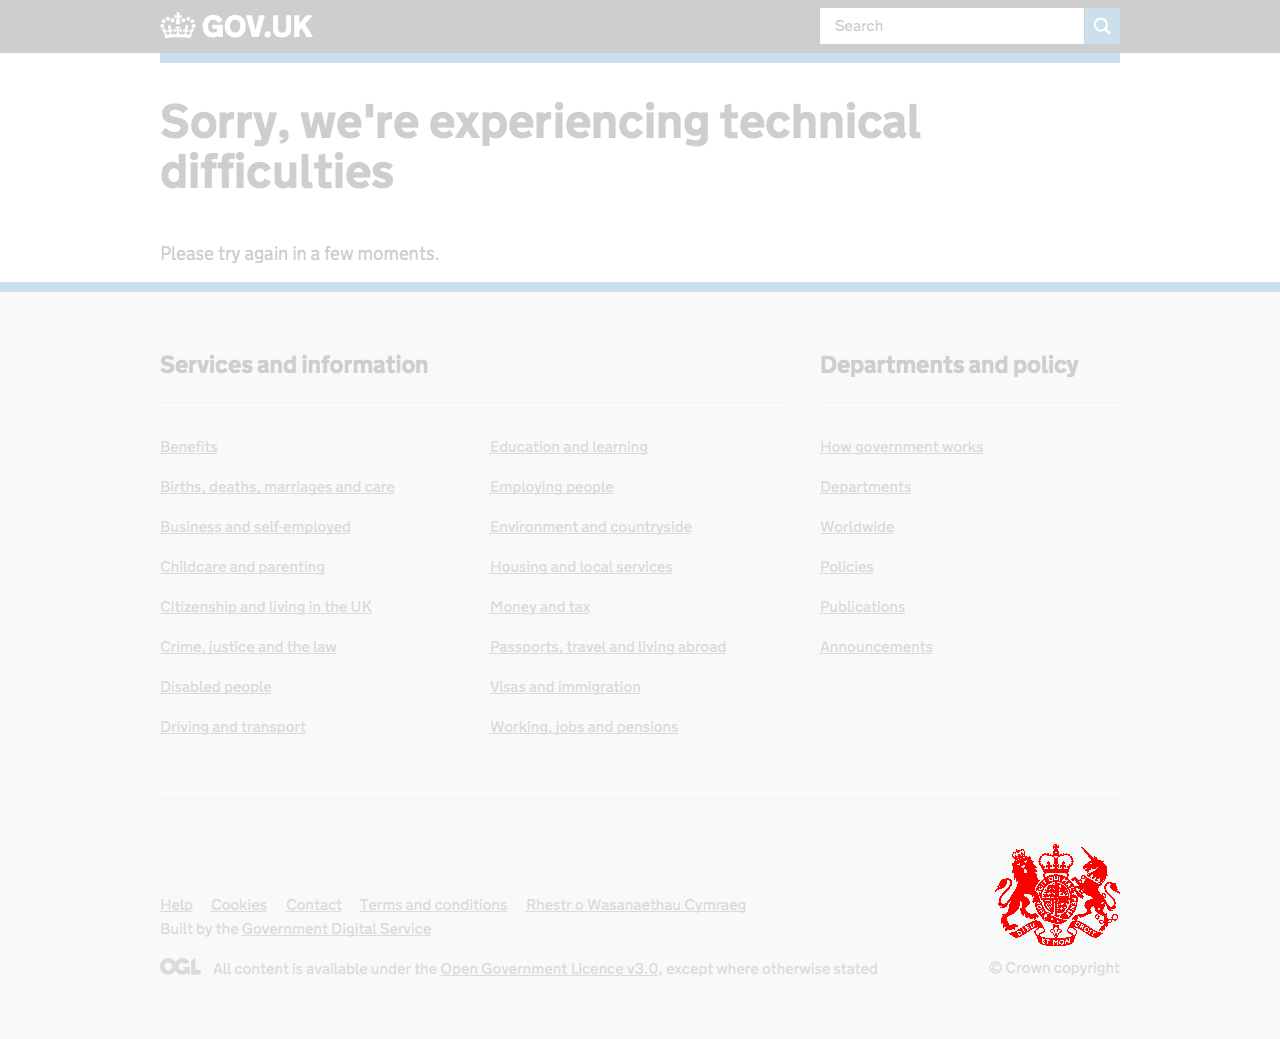 GOV.UK
Search
Sorry, we're experiencing technical
difficulties
Please try again in a few moments.
Services and information
Departments and policy
Benefits
Births, deaths, marriages and care
Business and self-employed
Childcare and parenting
Citizenship and living in the UK
Crime, justice and the law
Disabled people
Driving and transport
Education and learning
Employing people
Environment and countryside
Housing and local services
Money and tax
Passports, travel and living abroad
Visas and immigration
Working, jobs and pensions
How government works
Departments
Worldwide
Policies
Publications
Announcements
Help Cookies Contact Terms and conditions Rhestr o Wasanaethau Cymraeg
Built by the Government Digital Service
OGL All content is available under the Open Government Licence v3.0, except where otherwise stated
© Crown copyright